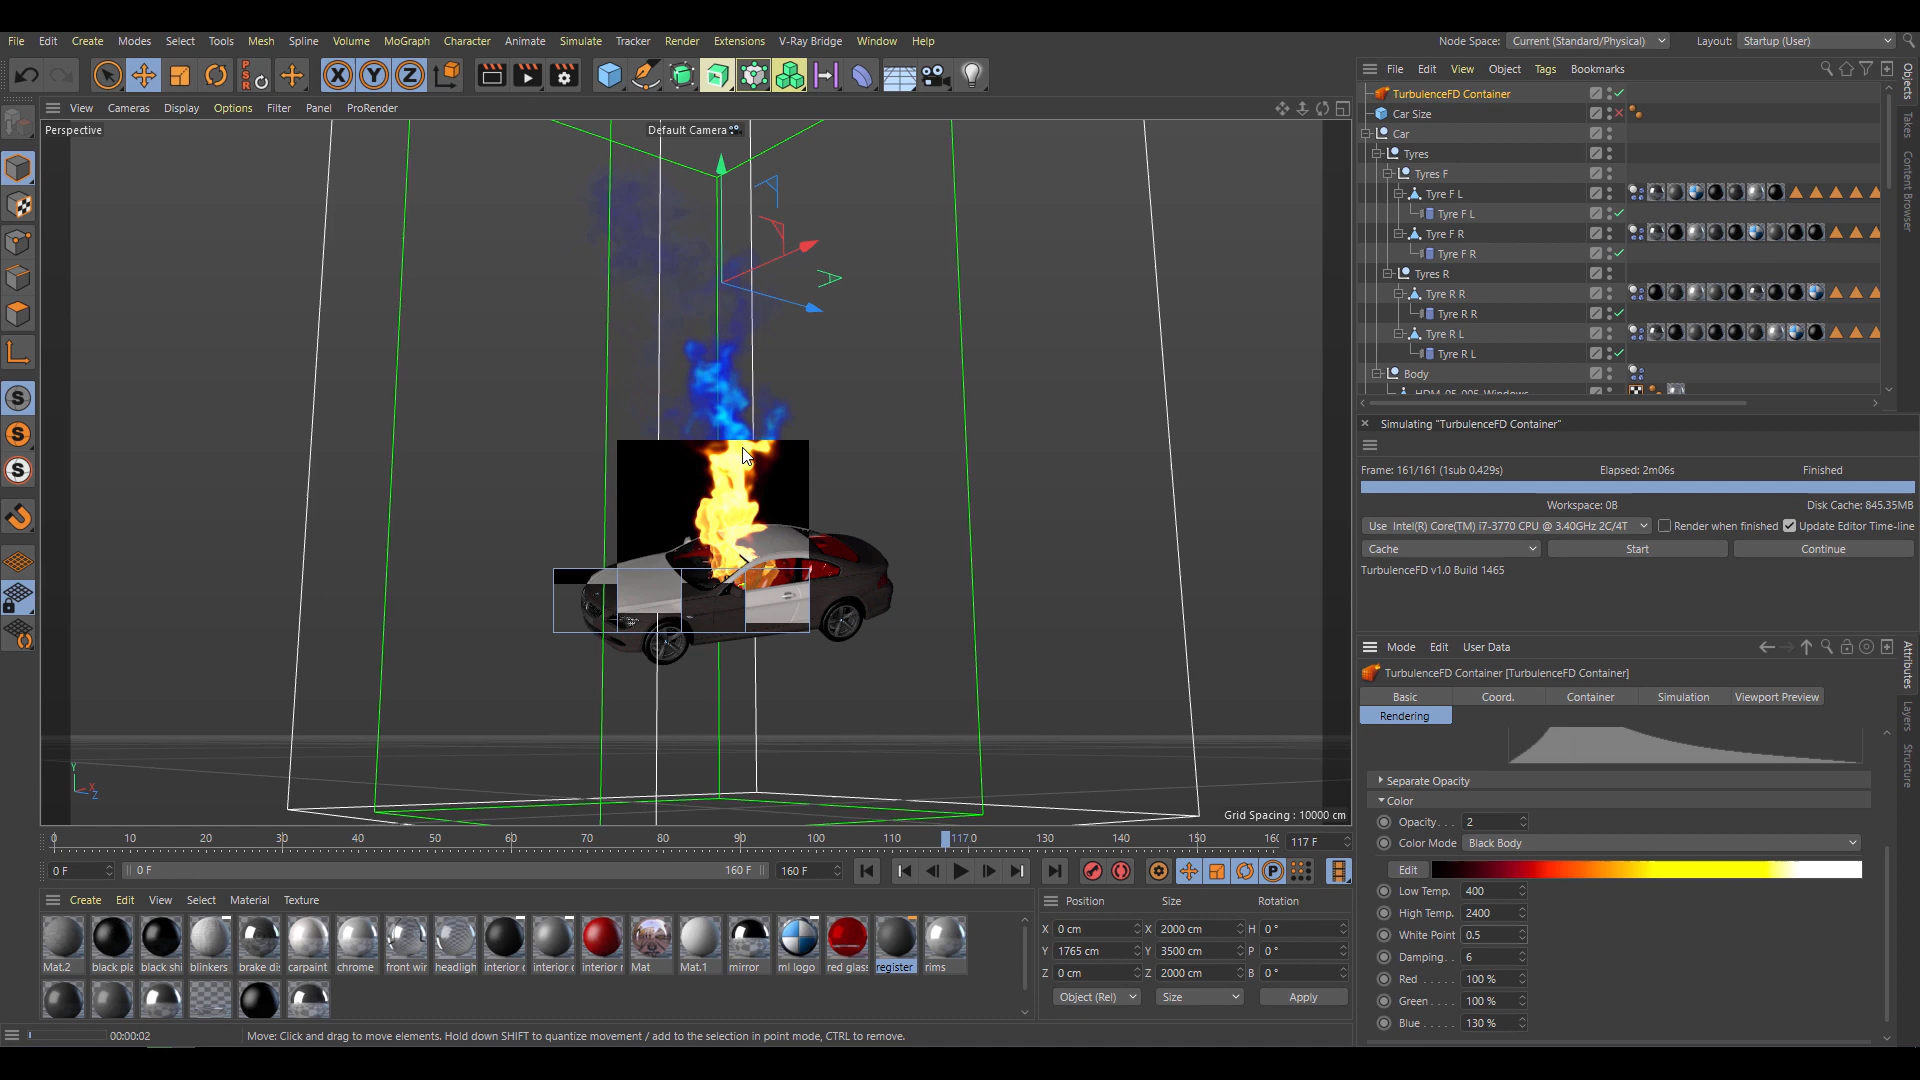 File Edit Create Modes Select Tools Mesh Spline Volume MoGraph Character Animate Simulate Tracker Render Extensions V-Ray Bridge Window Help
Node Space: Current (Standard/Physical) Layout: Startup (User)
PSR X Y Z
File Edit View Object Tags Bookmarks
View Cameras Display Options Filter Panel ProRender
Perspective
Default Camera
TurbulenceFD Container
Car Size
Car
Tyres
Tyres F
Tyre F L
Tyre F L
Tyre F R
Tyre F R
Tyres R
Tyre R R
Tyre R R
Tyre R L
Tyre R L
Body
HDM_05_005_Windows
Objects
Takes
Content Browser
Simulating "TurbulenceFD Container"
Frame: 161/161 (1sub 0.429s) Elapsed: 2m06s Finished
Workspace: 0B Disk Cache: 845.35MB
Use Intel(R) Core(TM) i7-3770 CPU @ 3.40GHz 2C/4T Render when finished Update Editor Time-line
Cache Start Continue
TurbulenceFD v1.0 Build 1465
Mode Edit User Data
TurbulenceFD Container [TurbulenceFD Container]
Basic Coord. Container Simulation Viewport Preview
Rendering
Separate Opacity
Color
Opacity. . . 2
Color Mode Black Body
Edit
Low Temp. 400
High Temp. 2400
White Point 0.5
Damping. . 6
Red . . . . . 100 %
Green. . . . 100 %
Blue . . . . . 130 %
Attributes
Layers
Structure
Y X Z
Grid Spacing : 10000 cm
0 10 20 30 40 50 60 70 80 90 100 110 117 0 130 140 150 16 117 F
0 F 0 F 160 F 160 F
Create Edit View Select Material Texture
Mat.2 black pla black shi blinkers brake dis carpaint chrome front wir headligh interior c interior c interior r Mat Mat.1 mirror ml logo red glass register rims
Position Size Rotation
X 0 cm X 2000 cm H 0 °
Y 1765 cm Y 3500 cm P 0 °
Z 0 cm Z 2000 cm B 0 °
Object (Rel) Size Apply
00:00:02 Move: Click and drag to move elements. Hold down SHIFT to quantize movement / add to the selection in point mode, CTRL to remove.